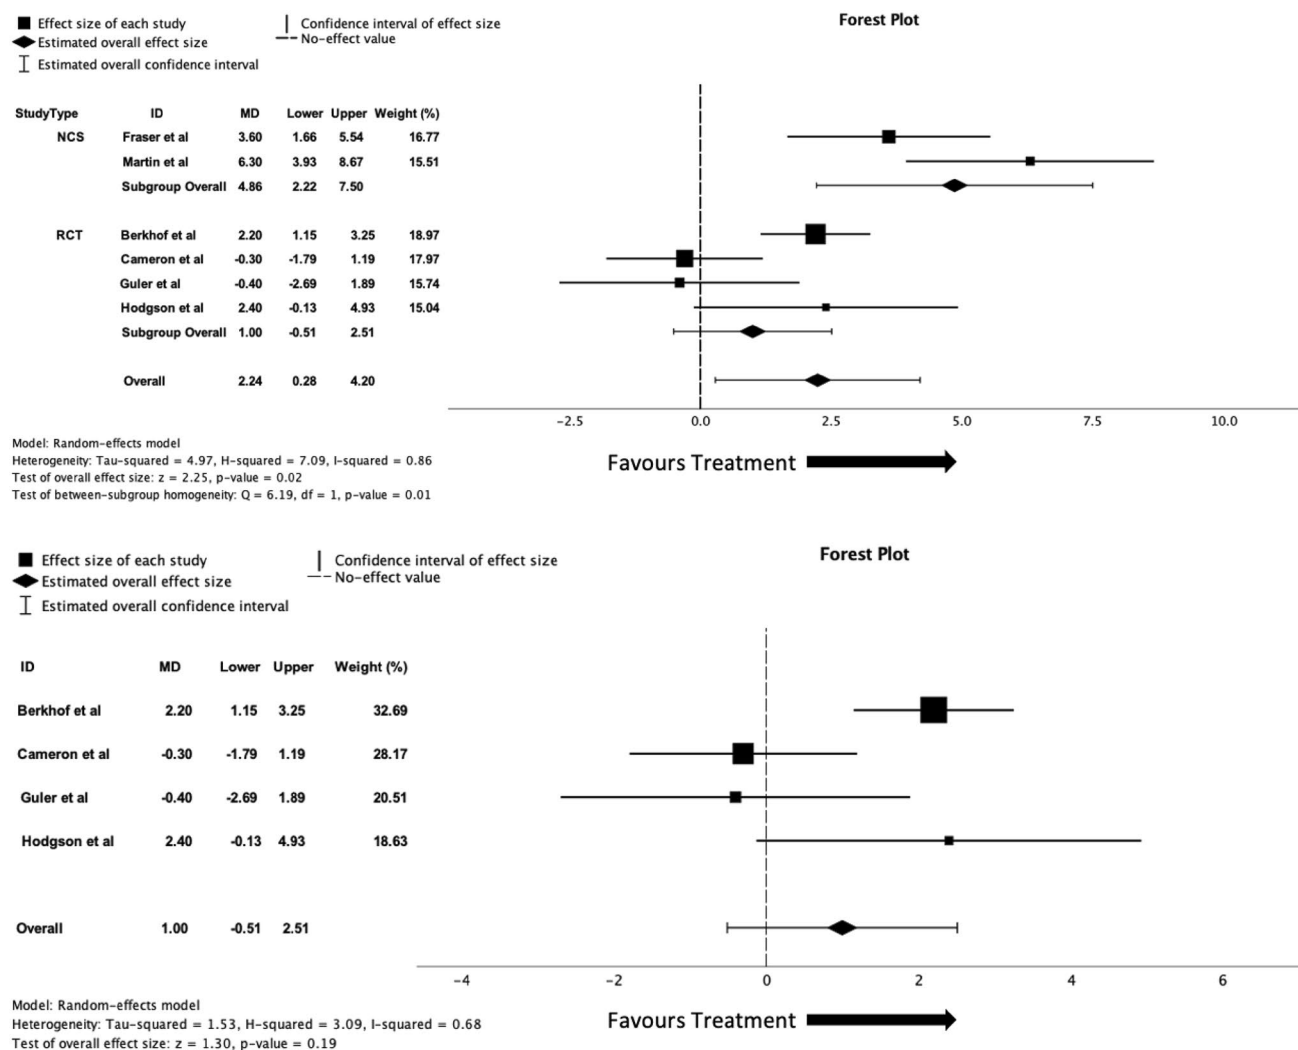 Forest Plot
Effect size of each study
Confidence interval of effect size
Estimated overall effect size
No-effect value
Estimated overall confidence interval
StudyType ID MD Lower Upper Weight (%)
NCS Fraser et al 3.60 1.66 5.54 16.77
Martin et al 6.30 3.93 8.67 15.51
Subgroup Overall 4.86 2.22 7.50
RCT Berkhof et al 2.20 1.15 3.25 18.97
Cameron et al -0.30 -1.79 1.19 17.97
Guler et al -0.40 -2.69 1.89 15.74
Hodgson et al 2.40 -0.13 4.93 15.04
Subgroup Overall 1.00 -0.51 2.51
Overall 2.24 0.28 4.20
-2.5 0.0 2.5 5.0 7.5 10.0
Model: Random-effects model
Heterogeneity: Tau-squared = 4.97, H-squared = 7.09, I-squared = 0.86
Test of overall effect size: z = 2.25, p-value = 0.02
Test of between-subgroup homogeneity: Q = 6.19, df = 1, p-value = 0.01
Favours Treatment
Forest Plot
Effect size of each study
Confidence interval of effect size
Estimated overall effect size
No-effect value
Estimated overall confidence interval
ID MD Lower Upper Weight (%)
Berkhof et al 2.20 1.15 3.25 32.69
Cameron et al -0.30 -1.79 1.19 28.17
Guler et al -0.40 -2.69 1.89 20.51
Hodgson et al 2.40 -0.13 4.93 18.63
Overall 1.00 -0.51 2.51
-4 -2 0 2 4 6
Model: Random-effects model
Heterogeneity: Tau-squared = 1.53, H-squared = 3.09, I-squared = 0.68
Test of overall effect size: z = 1.30, p-value = 0.19
Favours Treatment